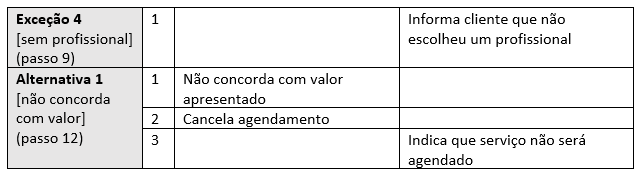 Exceção 4
[sem profissional]
(passo 9)
1
Informa cliente que não
escolheu um profissional
Alternativa 1
[não concorda
com valor]
(passo 12)
1
Não concorda com valor
apresentado
2
Cancela agendamento
3
Indica que serviço não será
agendado